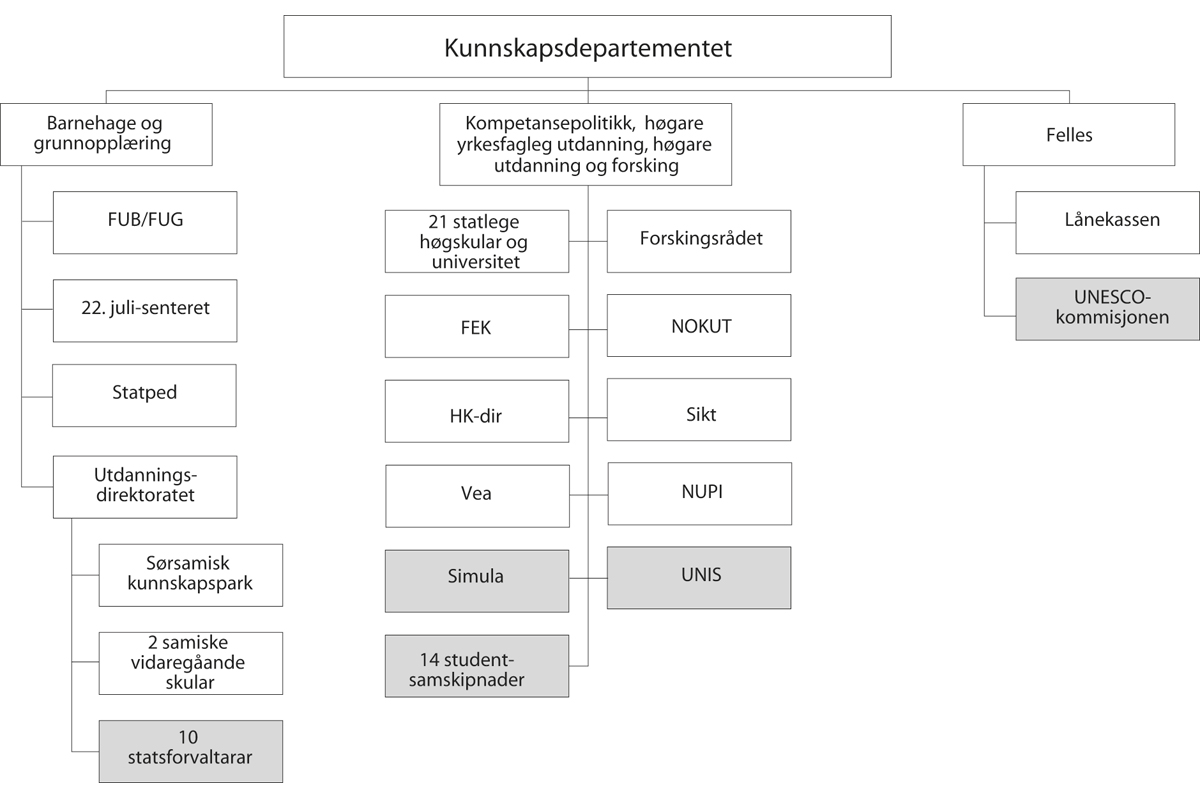 Kunnskapsdepartementet
Barnehage og
grunnopplæring
FUB/FUG
22. juli-senteret
Statped
Utdannings-
direktoratet
Sørsamisk
kunnskapspark
2 samiske
vidaregåande
skular
10
statsforvaltarar
Kompetansepolitikk, høgare
yrkesfagleg utdanning, høgare
utdanning og forsking
21 statlege
høgskular og
universitet
Forskingsrådet
FEK
NOKUT
HK-dir
Sikt
Vea
NUPI
Simula
UNIS
14 student-
samskipnader
Felles
Lånekassen
UNESCO-
kommisjonen